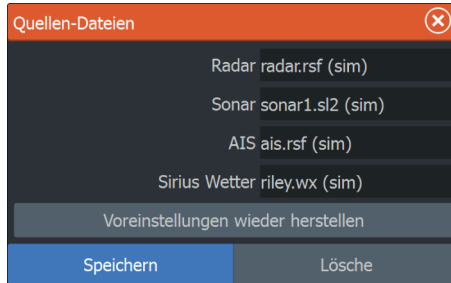 Quellen-Dateien
Radar radar.rsf (sim)
Sonar sonar1.sl2 (sim)
AIS ais.rsf (sim)
Sirius Wetter riley.wx (sim)
Voreinstellungen wieder herstellen
Speichern Lösche